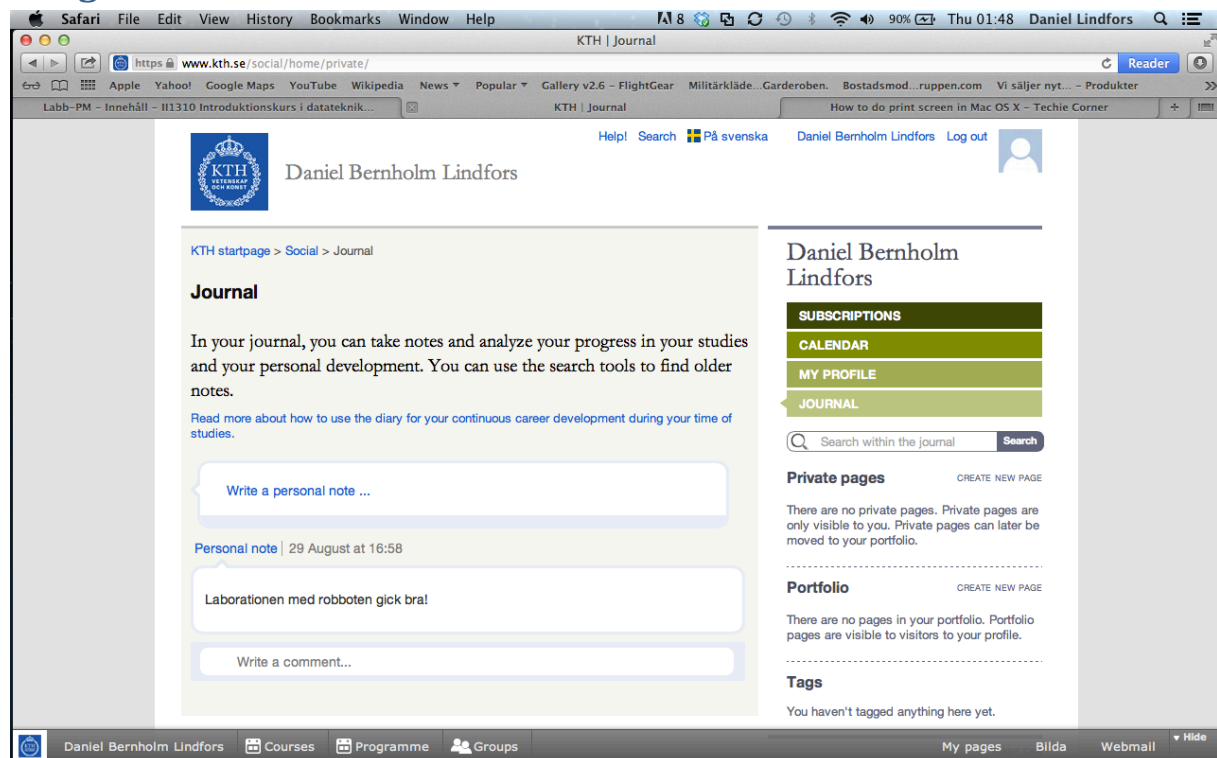 Safari File Edit View History Bookmarks Window Help 8 90% Thu 01:48 Daniel Lindfors
KTH | Journal
https www.kth.se/social/home/private/ Reader
Apple Yahoo! Google Maps YouTube Wikipedia News Popular Gallery v2.6 – FlightGear Militärkläde...Garderoben. Bostadsmod...ruppen.com Vi säljer nyt... – Produkter
Labb-PM – Innehåll – II1310 Introduktionskurs i datateknik... KTH | Journal How to do print screen in Mac OS X – Techie Corner
Help! Search På svenska Daniel Bernholm Lindfors Log out
KTH
VETENSKAP
OCH KONST
Daniel Bernholm Lindfors
KTH startpage > Social > Journal
Journal
In your journal, you can take notes and analyze your progress in your studies
and your personal development. You can use the search tools to find older
notes.
Read more about how to use the diary for your continuous career development during your time of
studies.
Write a personal note ...
Personal note | 29 August at 16:58
Laborationen med robboten gick bra!
Write a comment...
Daniel Bernholm
Lindfors
SUBSCRIPTIONS
CALENDAR
MY PROFILE
JOURNAL
Search within the journal Search
Private pages CREATE NEW PAGE
There are no private pages. Private pages are
only visible to you. Private pages can later be
moved to your portfolio.
Portfolio CREATE NEW PAGE
There are no pages in your portfolio. Portfolio
pages are visible to visitors to your profile.
Tags
You haven't tagged anything here yet.
Daniel Bernholm Lindfors Courses Programme Groups My pages Bilda Webmail Hide